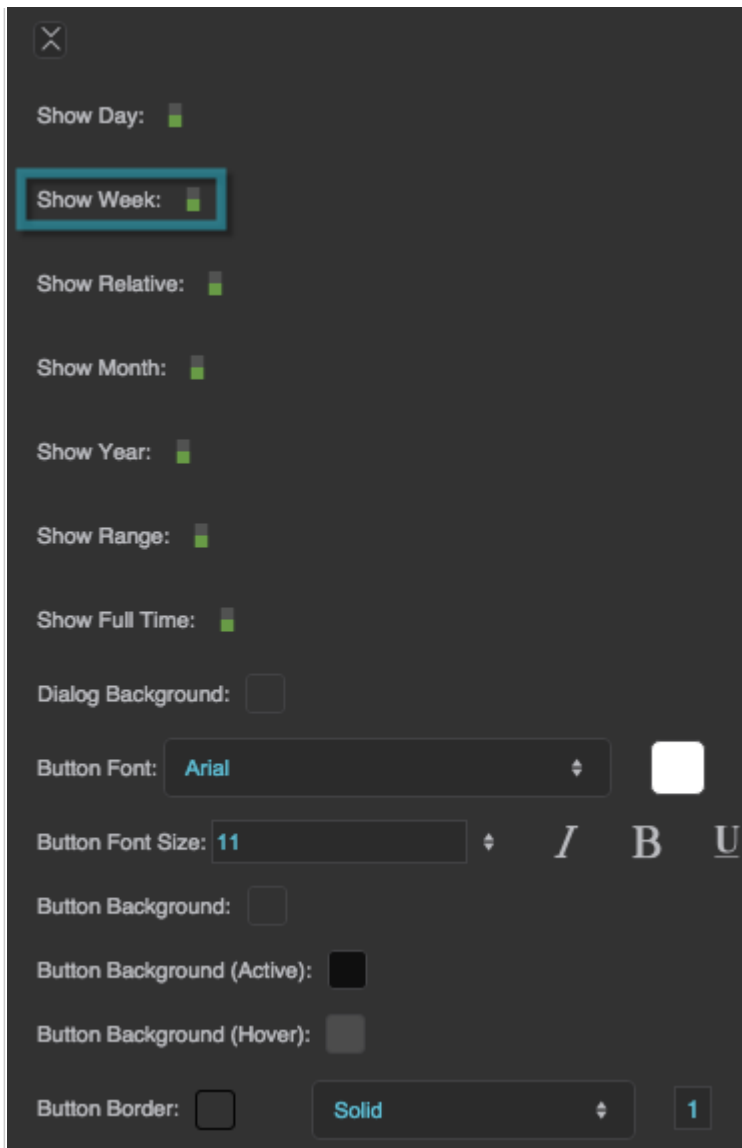 Show Day:
Show Week:
Show Relative:
Show Month:
Show Year:
Show Range:
Show Full Time:
Dialog Background:
Button Font: Arial
Button Font Size: 11 I B U
Button Background:
Button Background (Active):
Button Background (Hover):
Button Border: Solid 1